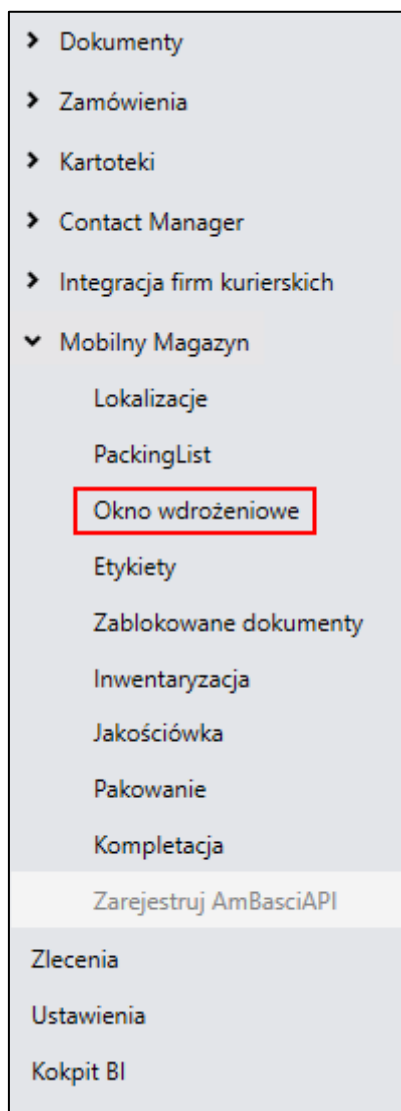 Dokumenty
Zamówienia
Kartoteki
Contact Manager
Integracja firm kurierskich
Mobilny Magazyn
Lokalizacje
PackingList
Okno wdrożeniowe
Etykiety
Zablokowane dokumenty
Inwentaryzacja
Jakościówka
Pakowanie
Kompletacja
Zarejestruj AmBasciAPI
Zlecenia
Ustawienia
Kokpit BI